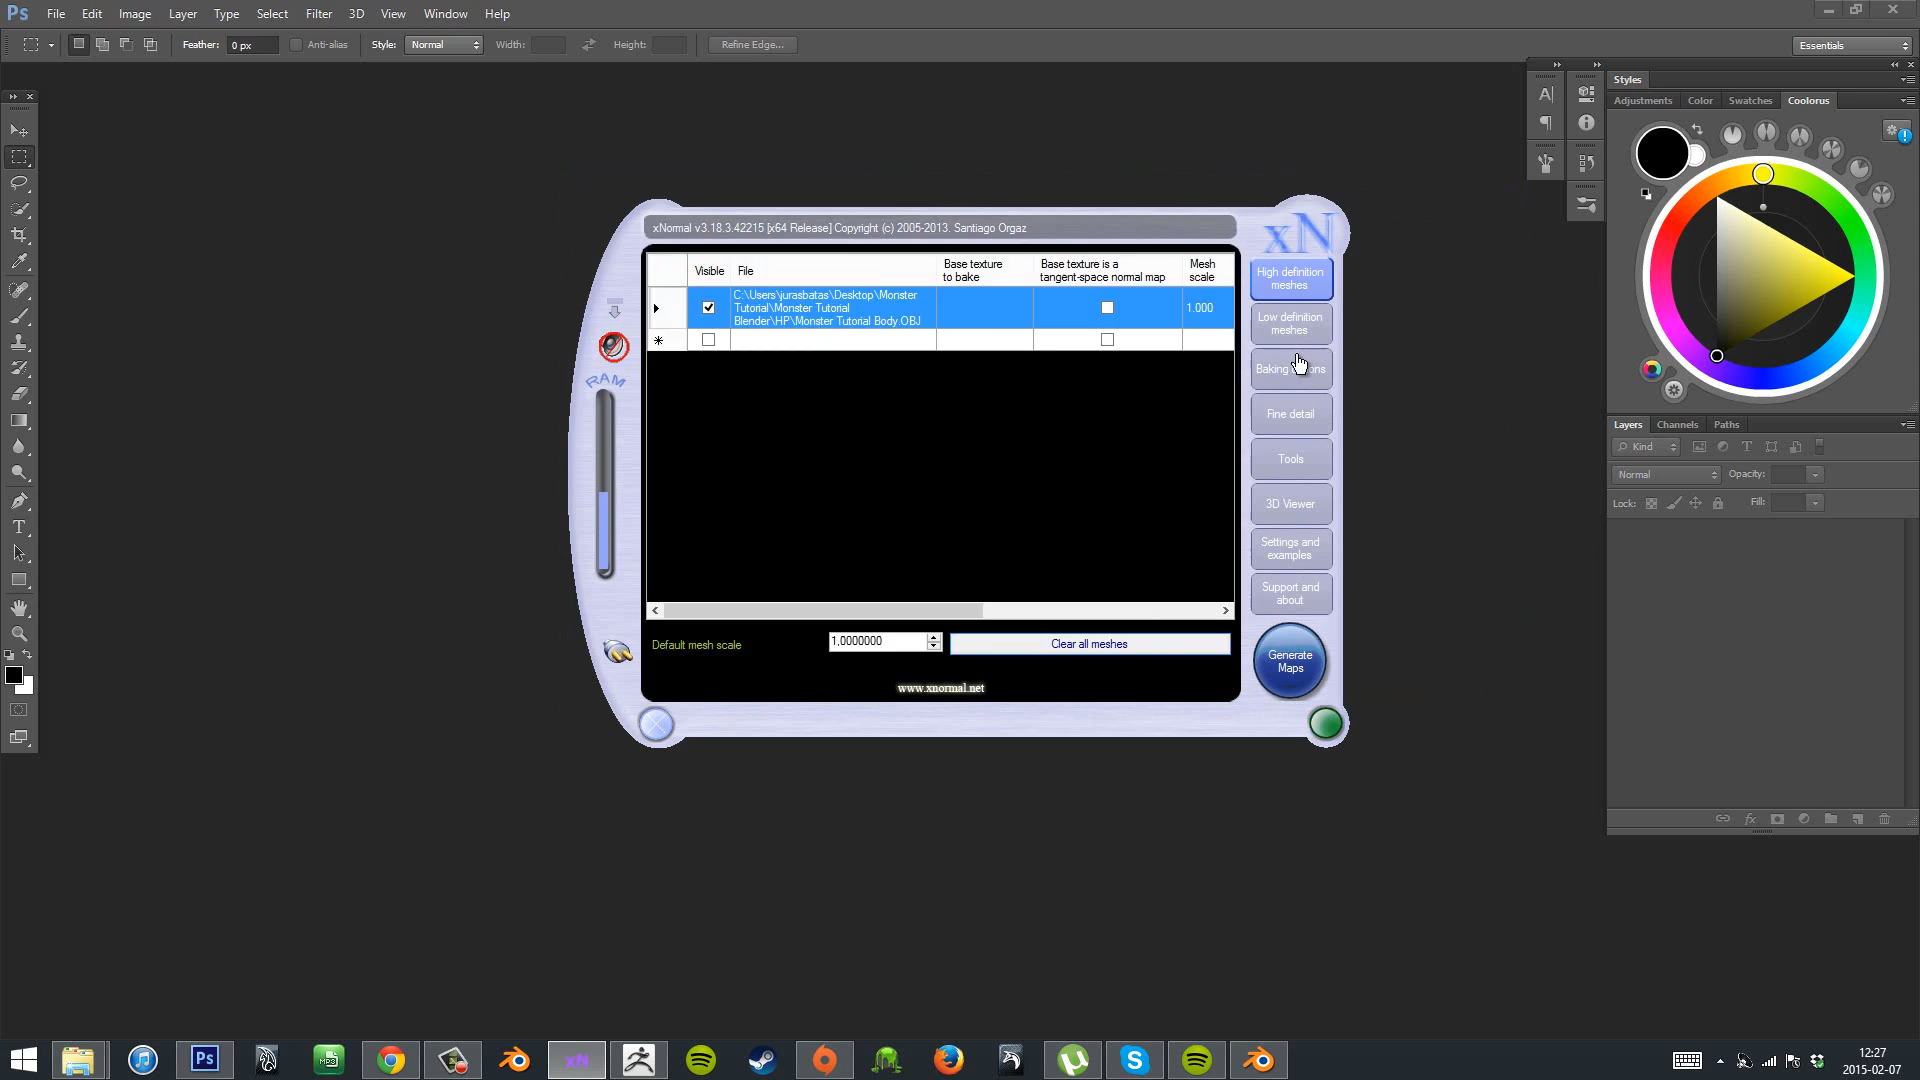 Ps File Edit Image Layer Type Select Filter 3D View Window Help
Feather: 0 px Anti-alias Style: Normal Width: Height: Refine Edge... Essentials
Styles
Adjustments Color Swatches Coolorus
xNormal v3.18.3.42215 [x64 Release] Copyright (c) 2005-2013. Santiago Orgaz
xN
Visible File Base texture to bake Base texture is a tangent-space normal map Mesh scale
C:\Users\jurasbatas\Desktop\Monster
Tutorial\Monster Tutorial
Blender\HP\Monster Tutorial Body.OBJ
1.000
RAM
High definition
meshes
Low definition
meshes
Fine detail
Tools
3D Viewer
Settings and
examples
Support and
about
Generate
Maps
Default mesh scale 1,0000000 Clear all meshes
www.xnormal.net
Layers Channels Paths
Kind
Normal Opacity:
Lock: Fill:
Ps
MP3
xN
12:27
2015-02-07